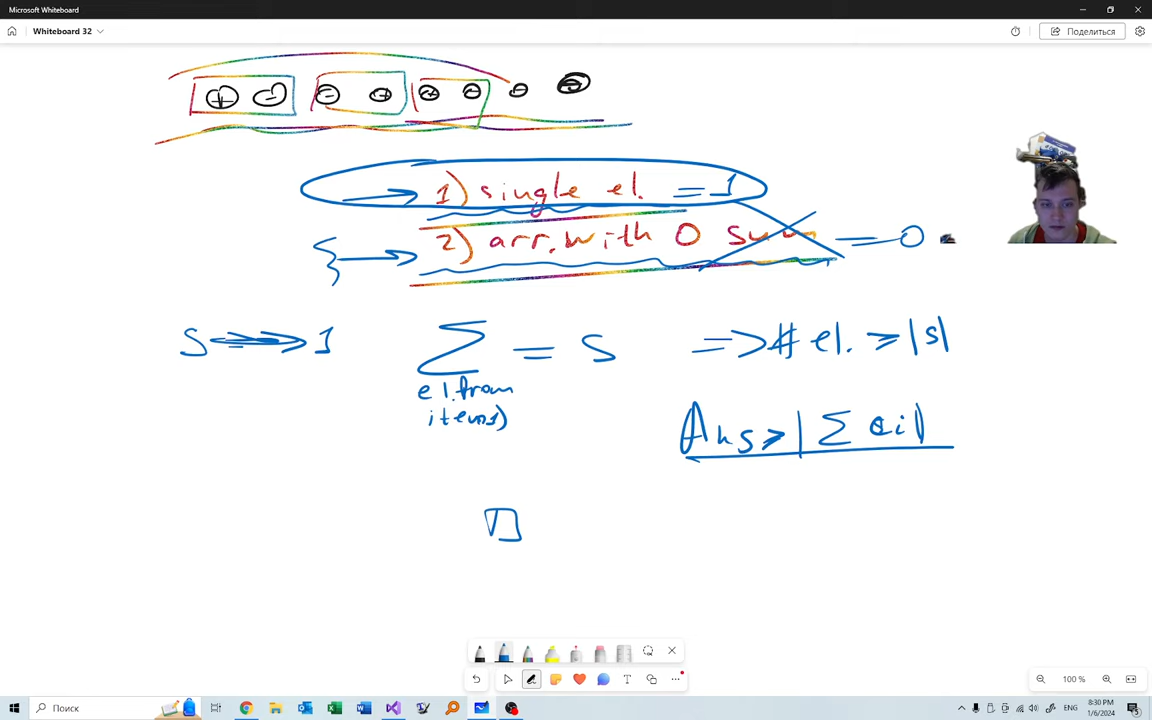 Microsoft Whiteboard
Whiteboard 32
Поделиться
+ - - + + - - +
1) single el. = 1
2) arr. with 0 sum = 0
S 1 Σ = S => # el. ≥ |S|
el. from
items)
Ans ≥ |Σ ai|
100 %
Поиск
ENG
8:30 PM
1/6/2024
5